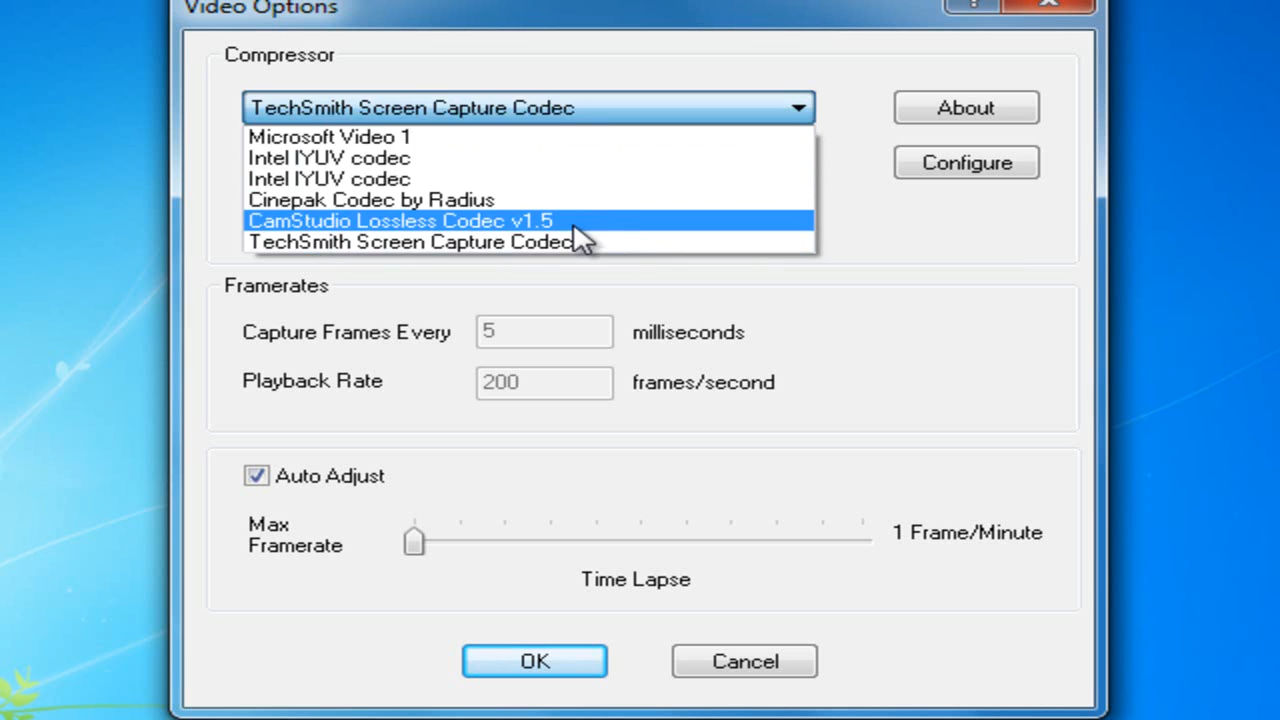 Video Options
?
Compressor
TechSmith Screen Capture Codec
About
Microsoft Video 1
Intel IYUV codec
Intel IYUV codec
Cinepak Codec by Radius
CamStudio Lossless Codec v1.5
TechSmith Screen Capture Codec
Configure
Framerates
Capture Frames Every 5 milliseconds
Playback Rate 200 frames/second
Auto Adjust
Max
Framerate
1 Frame/Minute
Time Lapse
OK
Cancel